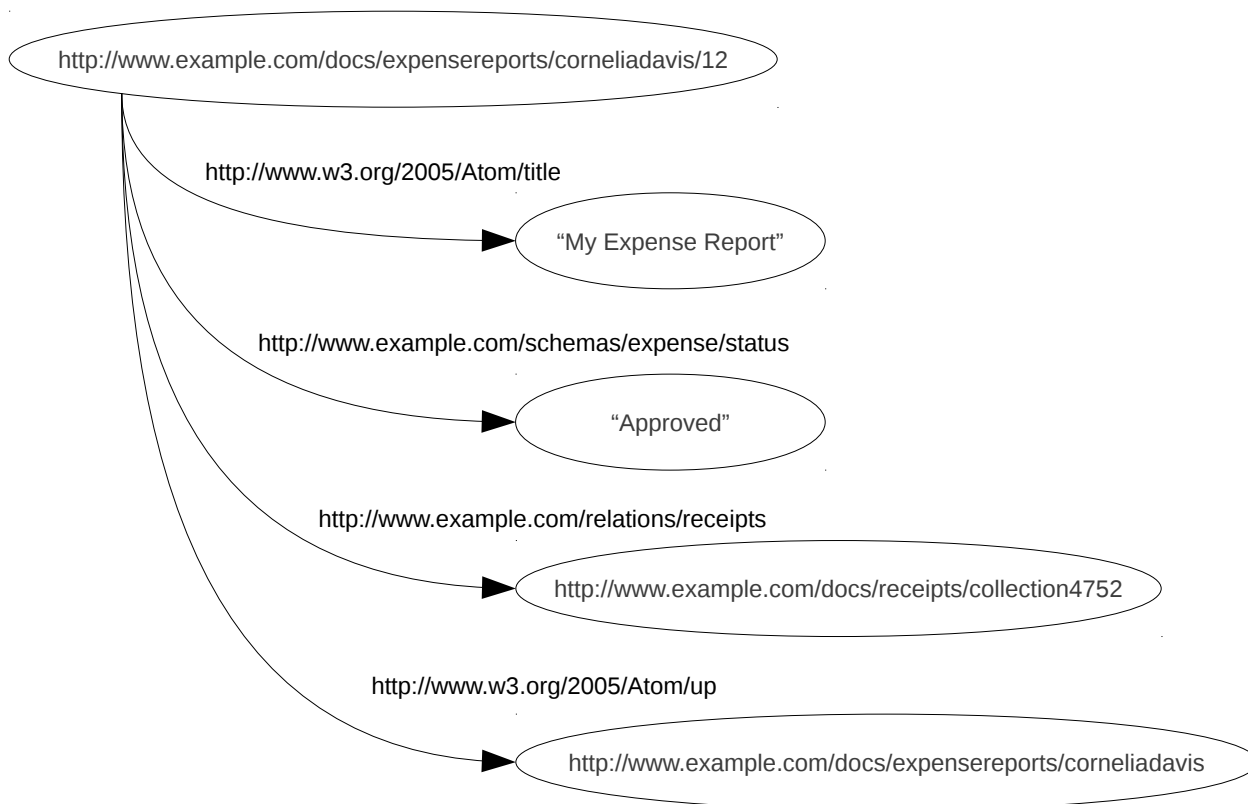 http://www.example.com/docs/expensereports/corneliadavis/12
http://www.w3.org/2005/Atom/title
“My Expense Report”
http://www.example.com/schemas/expense/status
“Approved”
http://www.example.com/relations/receipts
http://www.example.com/docs/receipts/collection4752
http://www.w3.org/2005/Atom/up
http://www.example.com/docs/expensereports/corneliadavis